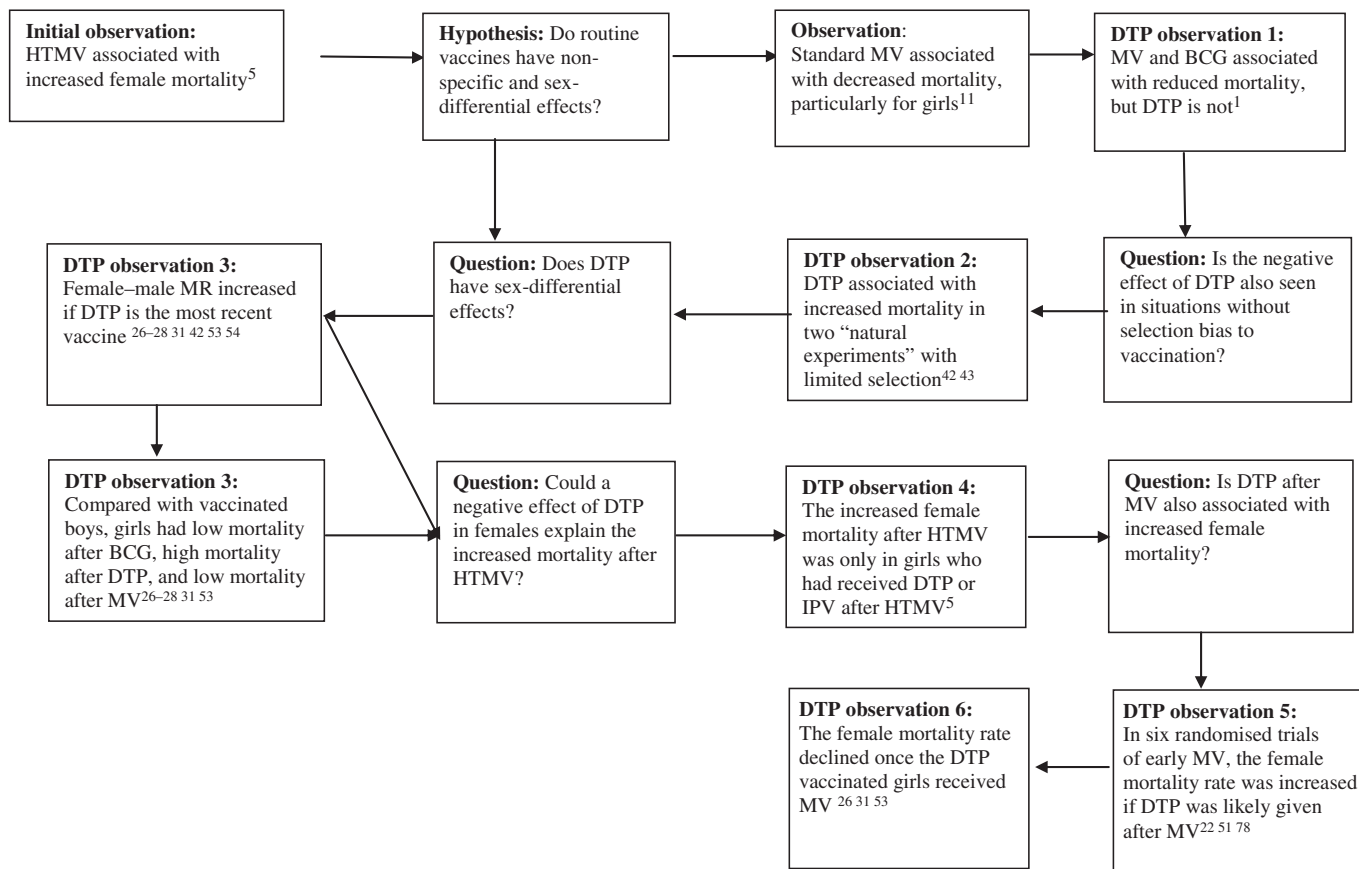 Initial observation:
HTMV associated with
increased female mortality5
Hypothesis: Do routine
vaccines have non-
specific and sex-
differential effects?
Observation:
Standard MV associated
with decreased mortality,
particularly for girls11
DTP observation 1:
MV and BCG associated
with reduced mortality,
but DTP is not1
DTP observation 3:
Female–male MR increased
if DTP is the most recent
vaccine 26–28 31 42 53 54
Question: Does DTP
have sex-differential
effects?
DTP observation 2:
DTP associated with
increased mortality in
two “natural
experiments” with
limited selection42 43
Question: Is the negative
effect of DTP also seen
in situations without
selection bias to
vaccination?
DTP observation 3:
Compared with vaccinated
boys, girls had low mortality
after BCG, high mortality
after DTP, and low mortality
after MV26–28 31 53
Question: Could a
negative effect of DTP
in females explain the
increased mortality after
HTMV?
DTP observation 4:
The increased female
mortality after HTMV
was only in girls who
had received DTP or
IPV after HTMV5
Question: Is DTP after
MV also associated with
increased female
mortality?
DTP observation 6:
The female mortality rate
declined once the DTP
vaccinated girls received
MV 26 31 53
DTP observation 5:
In six randomised trials
of early MV, the female
mortality rate was increased
if DTP was likely given
after MV22 51 78